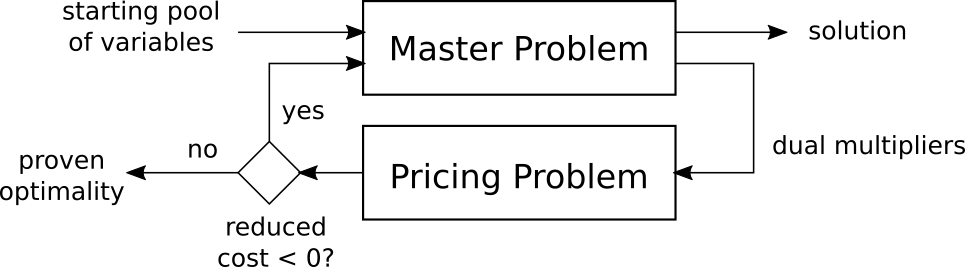 starting pool
of variables
Master Problem
solution
yes
dual multipliers
no
proven
optimality
Pricing Problem
reduced
cost < 0?